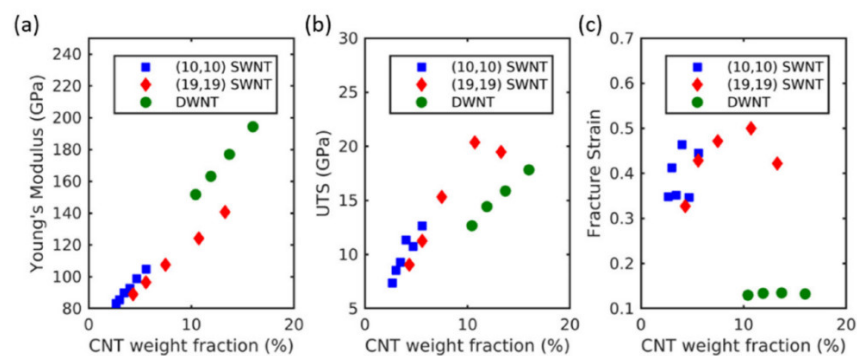 (a)
250
230
210
200
180
160
140
120
100
80
Young's Modulus (GPa)
(10,10) SWNT
(19,19) SWNT
DWNT
0
10
20
CNT weight fraction (%)
(b)
30
25
20
15
10
5
UTS (GPa)
(10,10) SWNT
(19,19) SWNT
DWNT
0
10
20
CNT weight fraction (%)
(c)
0.7
0.6
0.5
0.4
0.3
0.2
0.1
Fracture Strain
(10,10) SWNT
(19,19) SWNT
DWNT
0
10
20
CNT weight fraction (%)